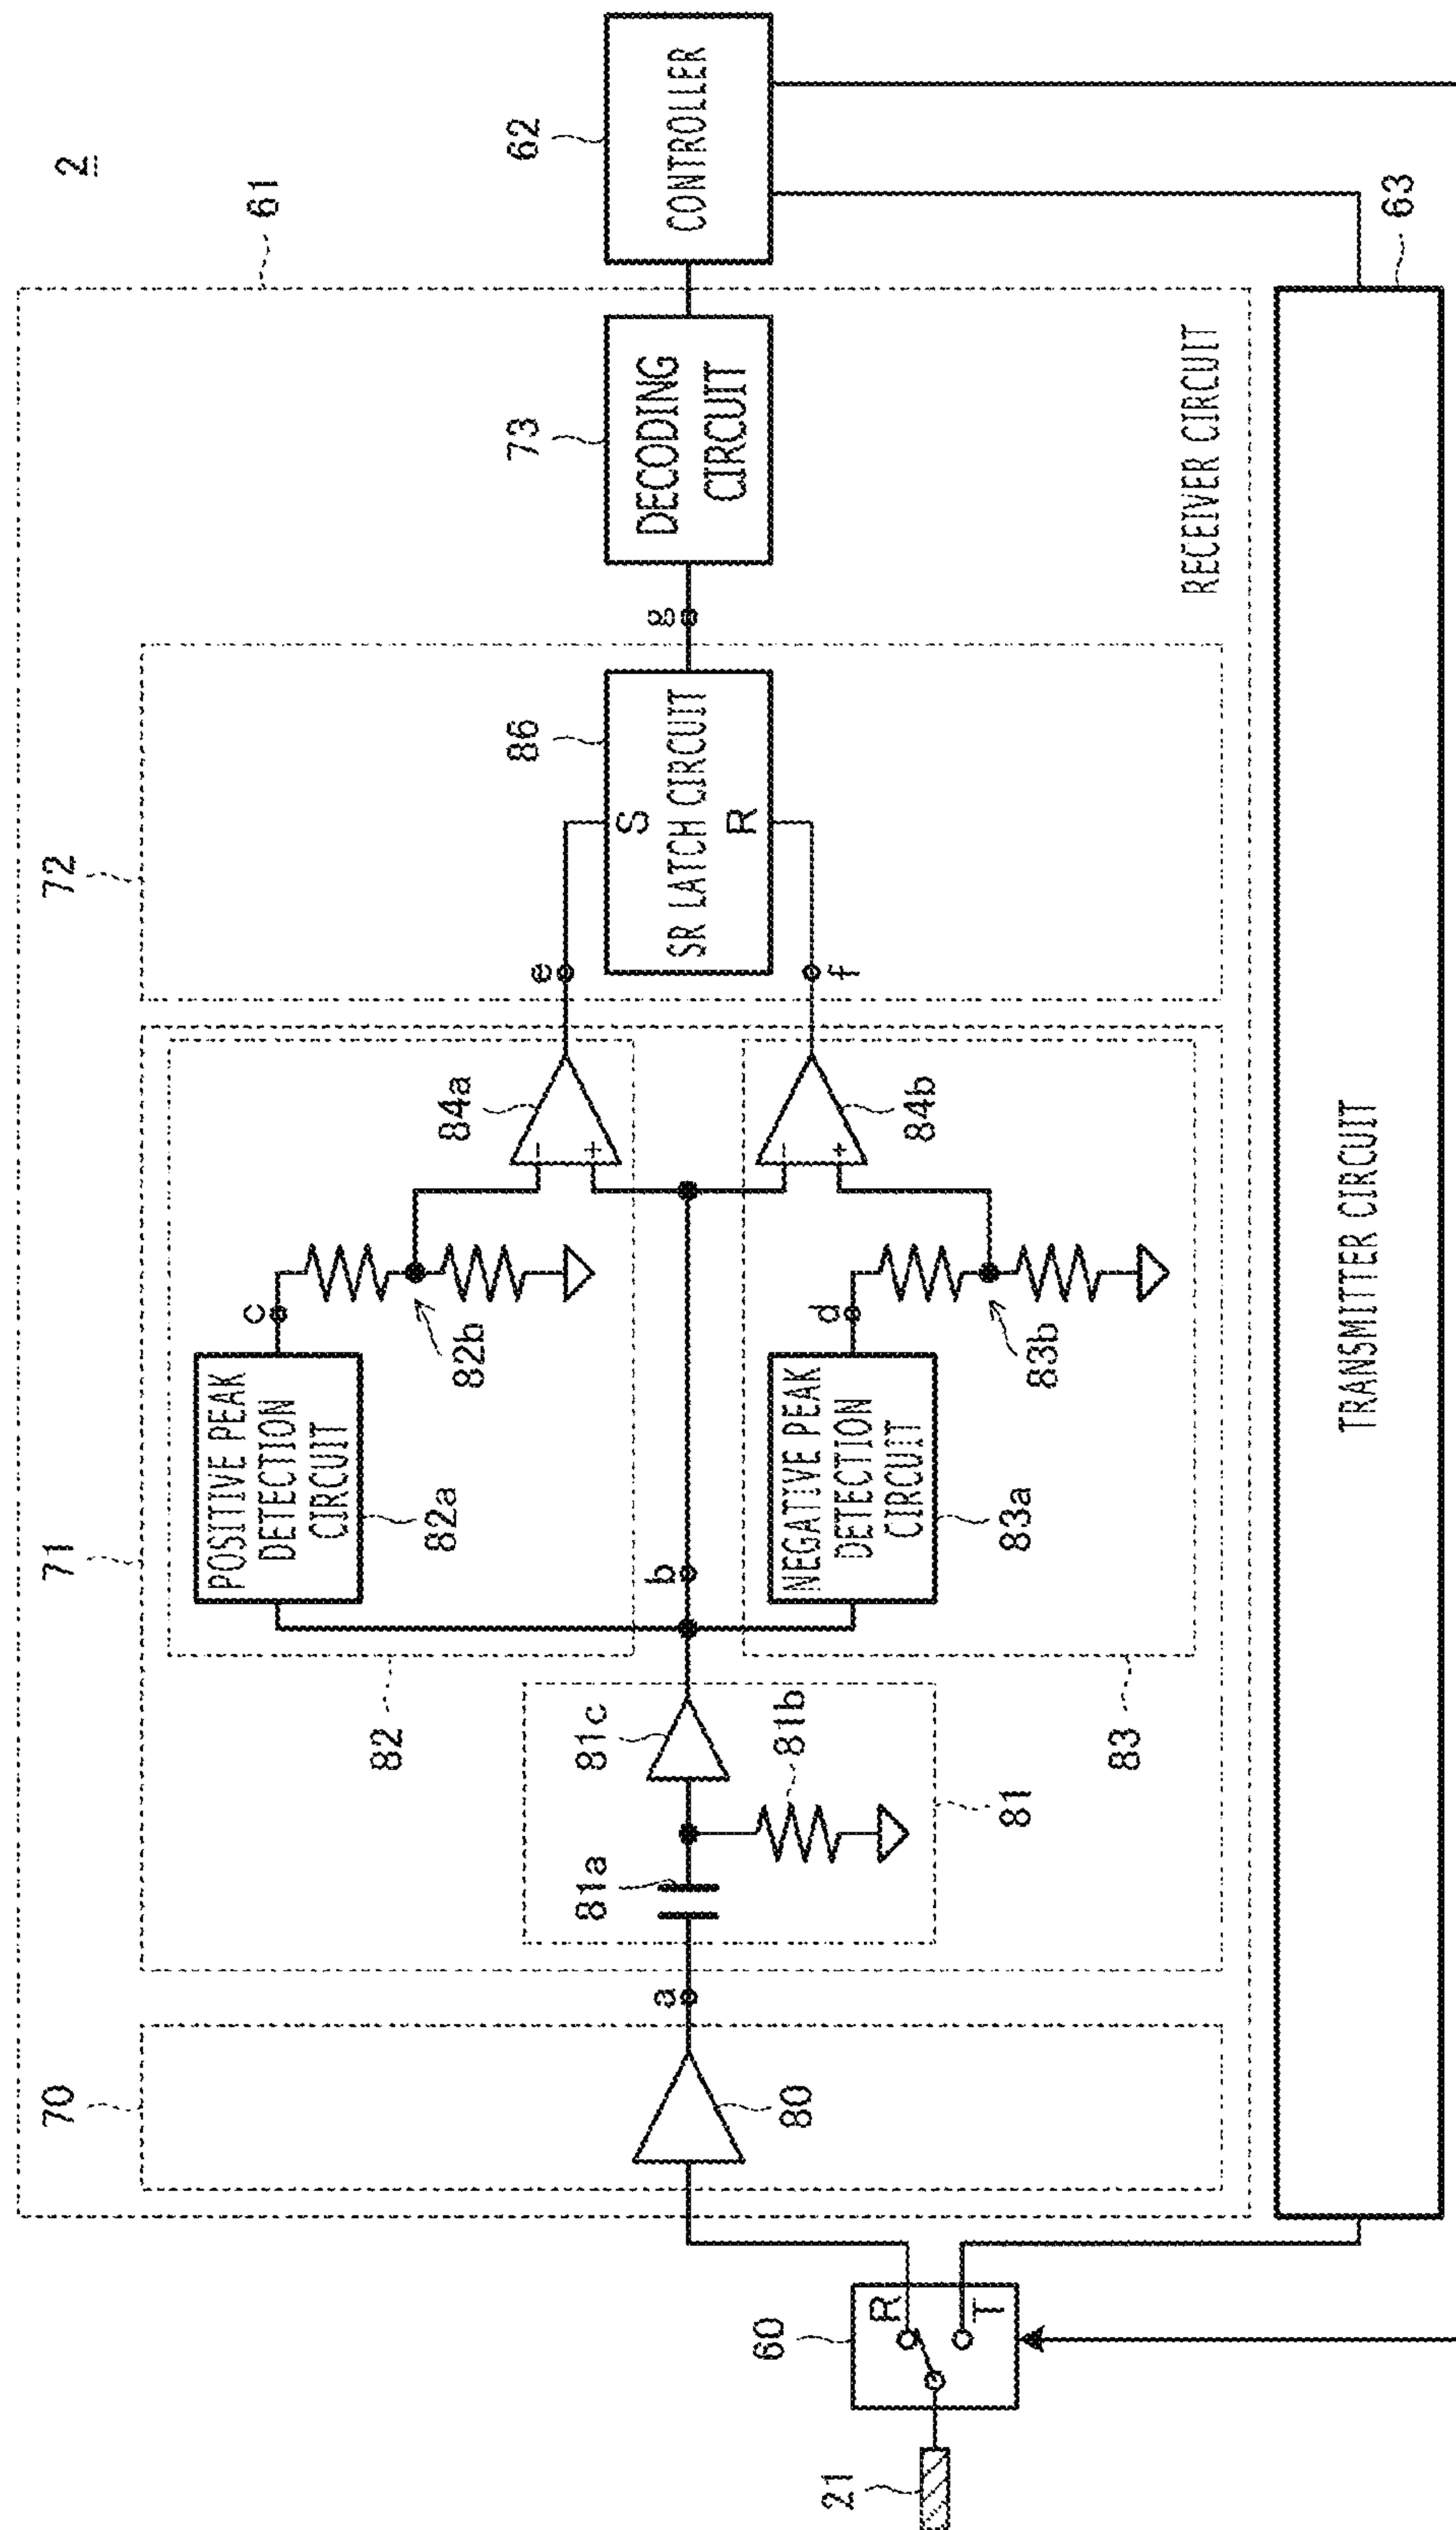 2
61
70
71
72
73
DECODING
CIRCUIT
62
CONTROLLER
82
POSITIVE PEAK
DETECTION
CIRCUIT
82a
c
82b
84a
-
+
e
86
S
SR LATCH CIRCUIT
R
g
80
a
81a
81c
81b
81
b
83
NEGATIVE PEAK
DETECTION
CIRCUIT
83a
d
83b
84b
-
+
f
RECEIVER CIRCUIT
21
60
R
T
TRANSMITTER CIRCUIT
63